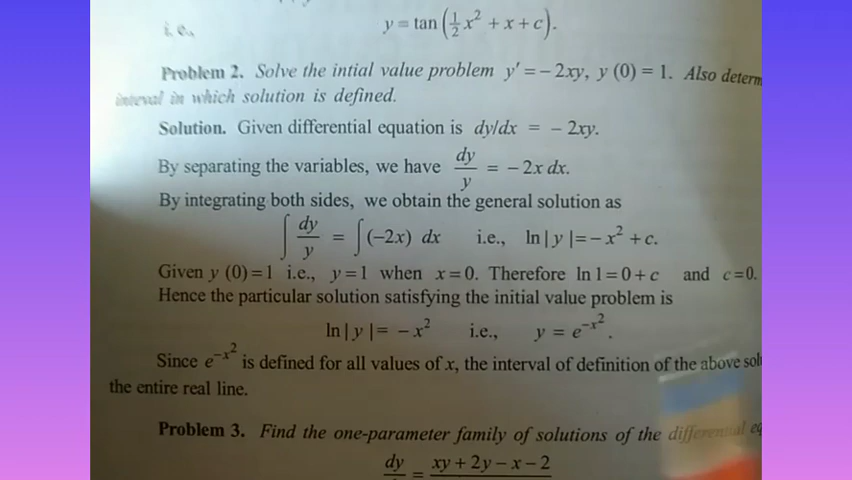 i. e., y = tan (½x² + x + c).
Problem 2. Solve the intial value problem y′ = − 2xy, y (0) = 1. Also determ
interval in which solution is defined.
Solution. Given differential equation is dy/dx = − 2xy.
By separating the variables, we have dy/y = − 2x dx.
By integrating both sides, we obtain the general solution as
∫ dy/y = ∫(−2x) dx i.e., ln | y |= − x² + c.
Given y (0) = 1 i.e., y = 1 when x = 0. Therefore ln 1 = 0 + c and c = 0.
Hence the particular solution satisfying the initial value problem is
ln | y |= − x² i.e., y = e^{−x²}.
Since e^{−x²} is defined for all values of x, the interval of definition of the above sol
the entire real line.
Problem 3. Find the one-parameter family of solutions of the differential eq
dy = xy + 2y − x − 2